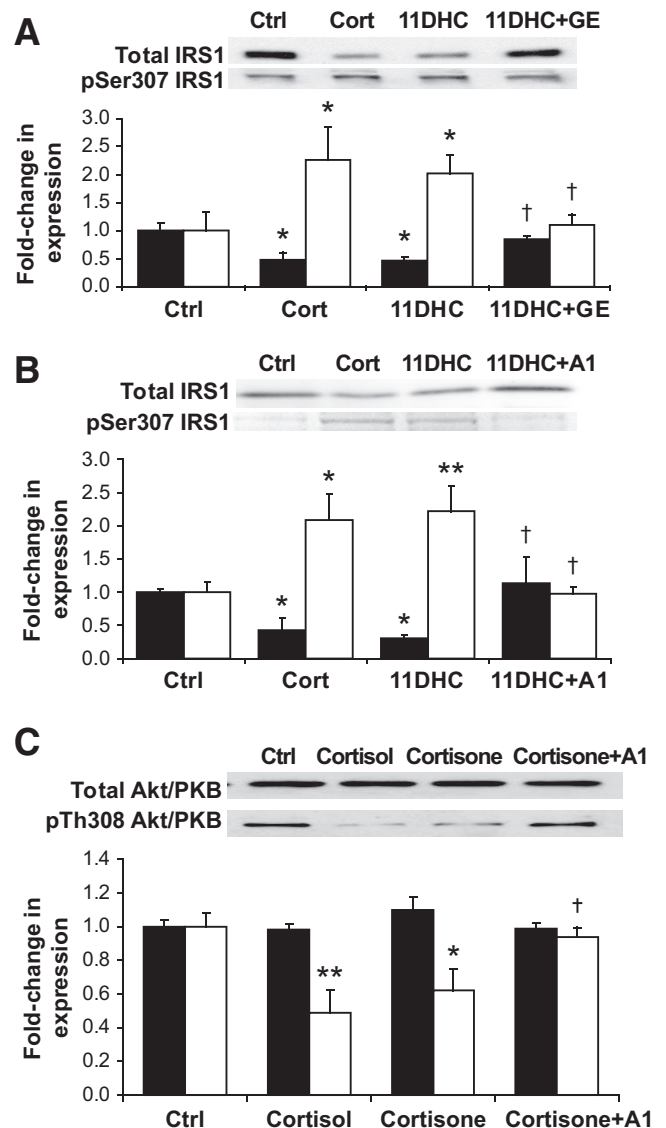 A
Ctrl Cort 11DHC 11DHC+GE
Total IRS1
pSer307 IRS1
Fold-change in
expression
3.0
2.5
2.0
1.5
1.0
0.5
0.0
* * * * † †
Ctrl Cort 11DHC 11DHC+GE
B
Ctrl Cort 11DHC 11DHC+A1
Total IRS1
pSer307 IRS1
Fold-change in
expression
3.0
2.5
2.0
1.5
1.0
0.5
0.0
* * * ** † †
Ctrl Cort 11DHC 11DHC+A1
C
Ctrl Cortisol Cortisone Cortisone+A1
Total Akt/PKB
pTh308 Akt/PKB
Fold-change in
expression
1.4
1.2
1.0
0.8
0.6
0.4
0.2
0.0
** * †
Ctrl Cortisol Cortisone Cortisone+A1